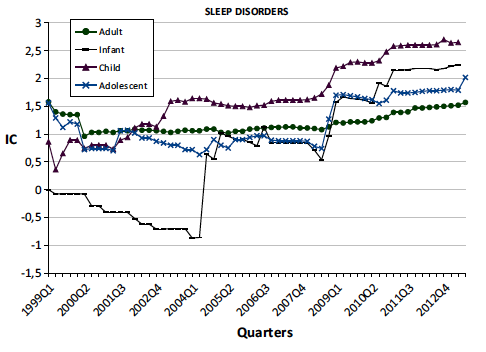 SLEEP DISORDERS
3
2,5
2
1,5
1
0,5
0
-0,5
-1
-1,5
IC
Adult
Infant
Child
Adolescent
1999Q1
2000Q2
2001Q3
2002Q4
2004Q1
2005Q2
2006Q3
2007Q4
2009Q1
2010Q2
2011Q3
2012Q4
Quarters